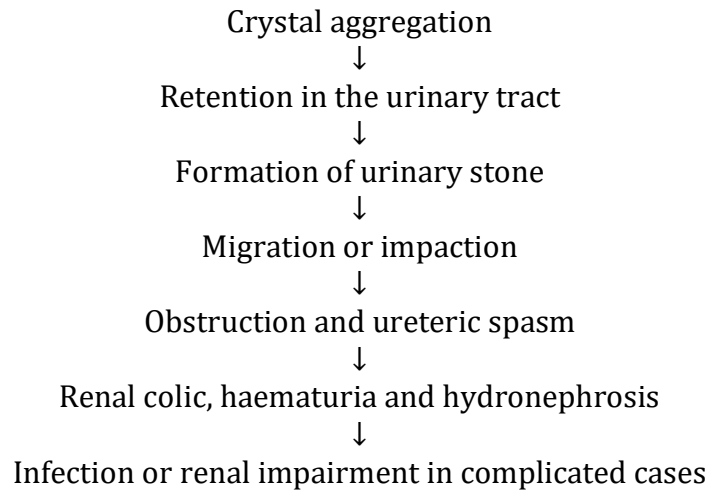 Crystal aggregation
↓
Retention in the urinary tract
↓
Formation of urinary stone
↓
Migration or impaction
↓
Obstruction and ureteric spasm
↓
Renal colic, haematuria and hydronephrosis
↓
Infection or renal impairment in complicated cases